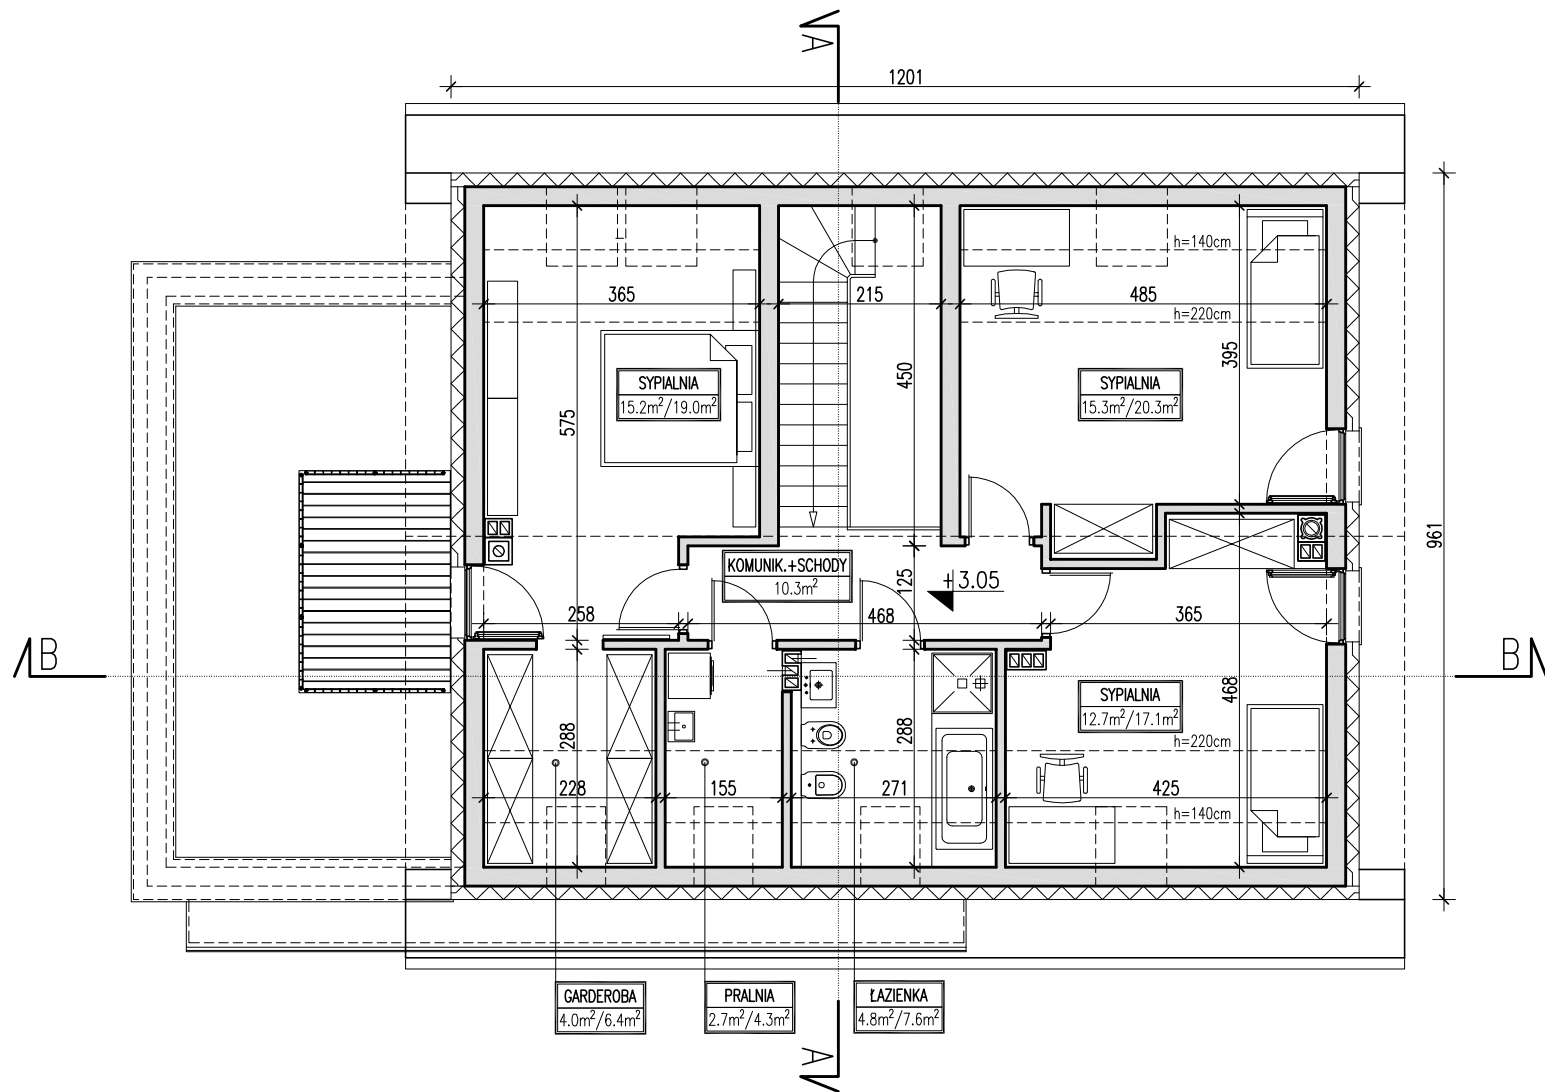 A
1201
h=140cm
365
215
485
h=220cm
395
450
SYPIALNIA
15.2m²/19.0m²
SYPIALNIA
15.3m²/20.3m²
575
961
KOMUNIK.+SCHODY
10.3m²
125
+3.05
258
468
365
B
B
468
SYPIALNIA
12.7m²/17.1m²
288
288
h=220cm
228
155
271
425
h=140cm
GARDEROBA
4.0m²/6.4m²
PRALNIA
2.7m²/4.3m²
ŁAZIENKA
4.8m²/7.6m²
A